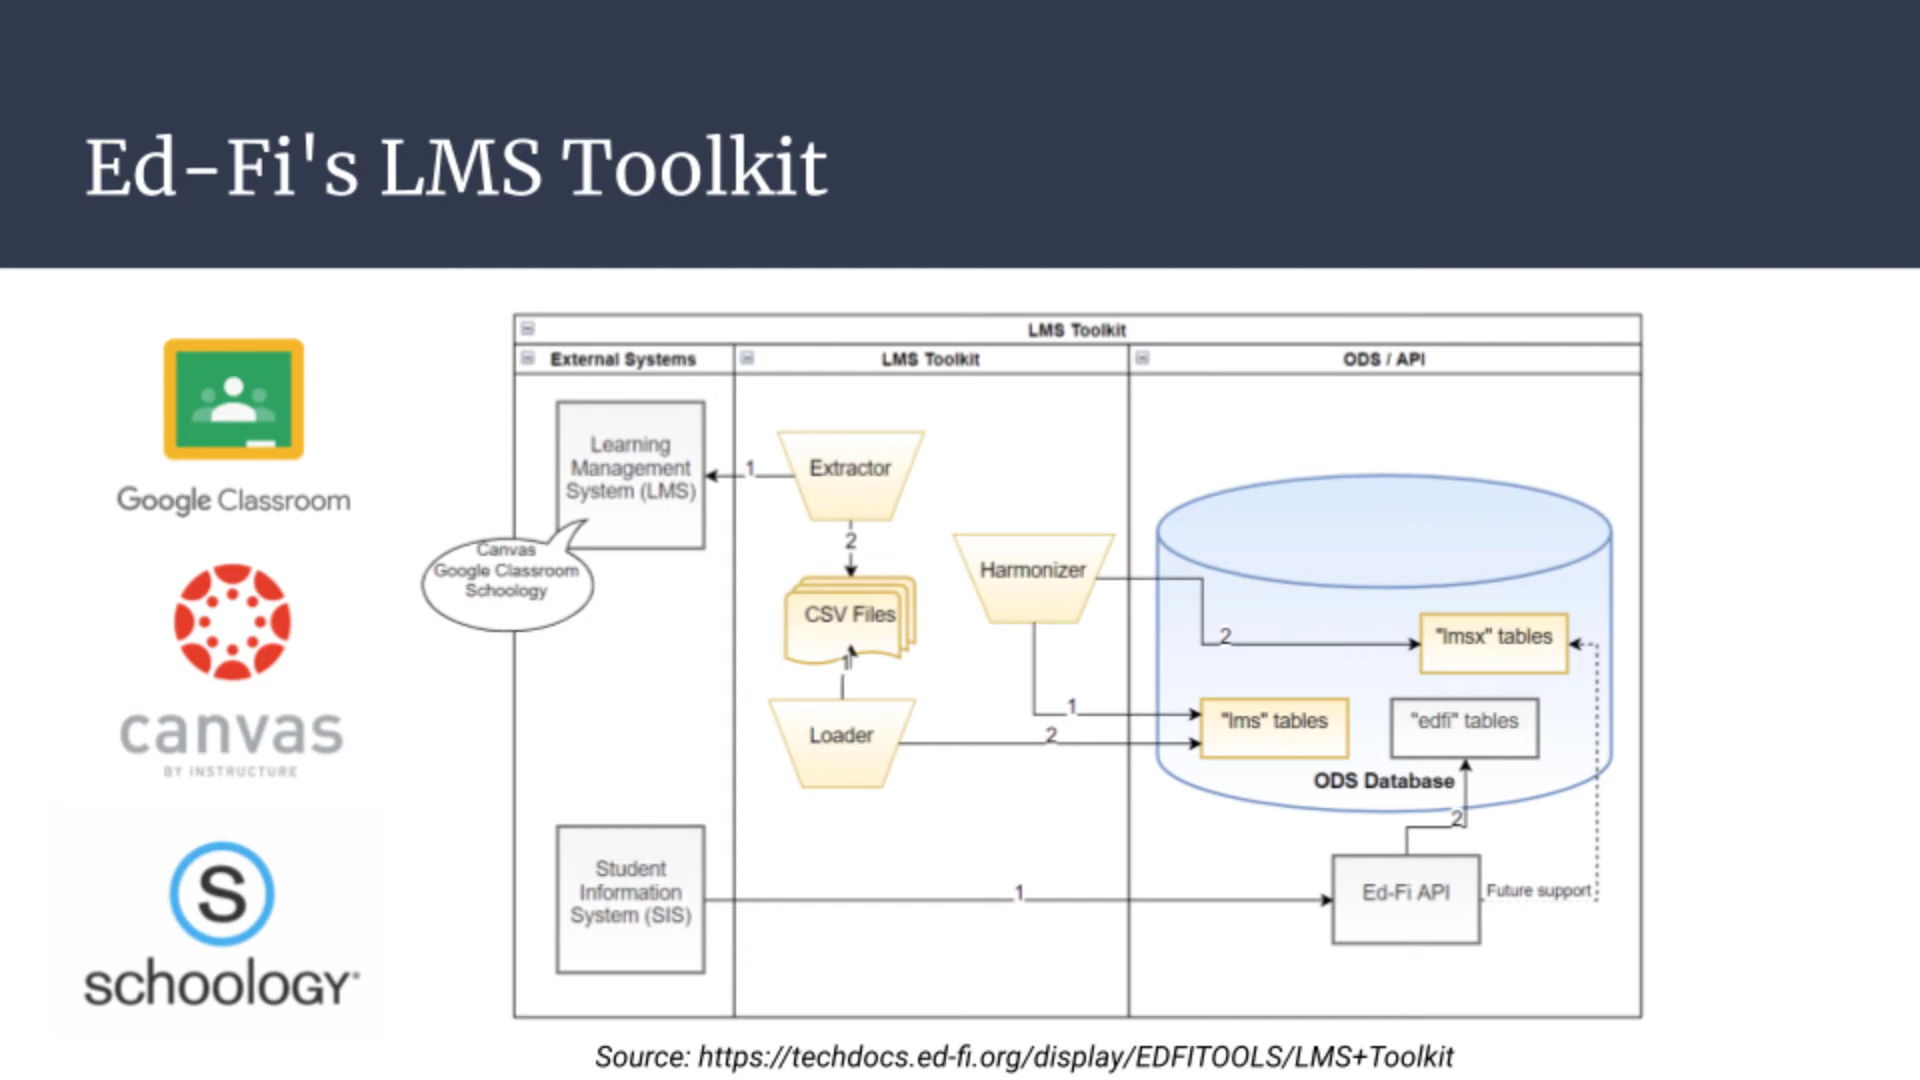 Ed-Fi's LMS Toolkit
Google Classroom
canvas
BY INSTRUCTURE
S
schoology®
LMS Toolkit
External Systems
LMS Toolkit
ODS / API
Learning
Management
System (LMS)
Canvas
Google Classroom
Schoology
1
Extractor
2
CSV Files
1
Loader
Harmonizer
2
1
2
"lmsx" tables
"lms" tables
"edfi" tables
ODS Database
2
Student
Information
System (SIS)
1
Ed-Fi API
Future support
Source: https://techdocs.ed-fi.org/display/EDFITOOLS/LMS+Toolkit